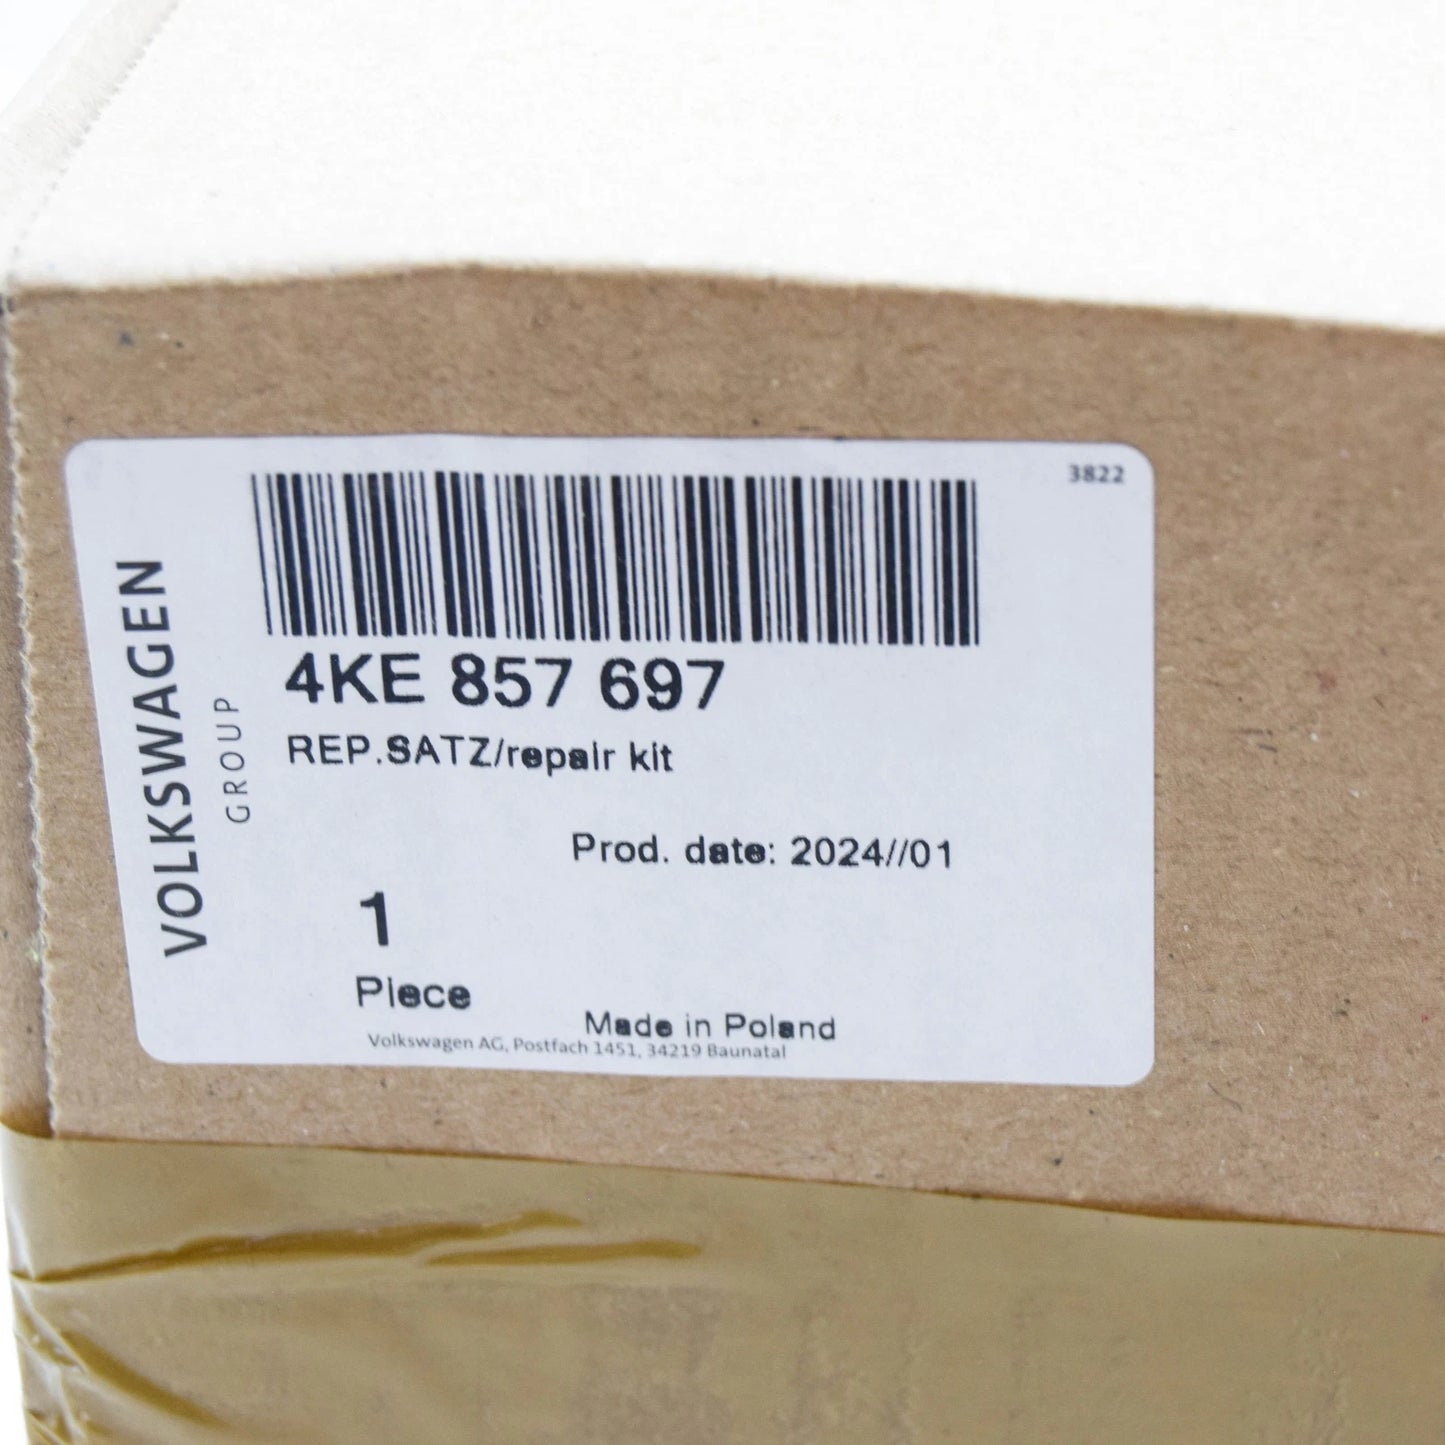 3822
VOLKSWAGEN
GROUP
4KE 857 697
REP.SATZ/repair kit
Prod. date: 2024//01
1
Piece
Made in Poland
Volkswagen AG, Postfach 1451, 34219 Baunatal